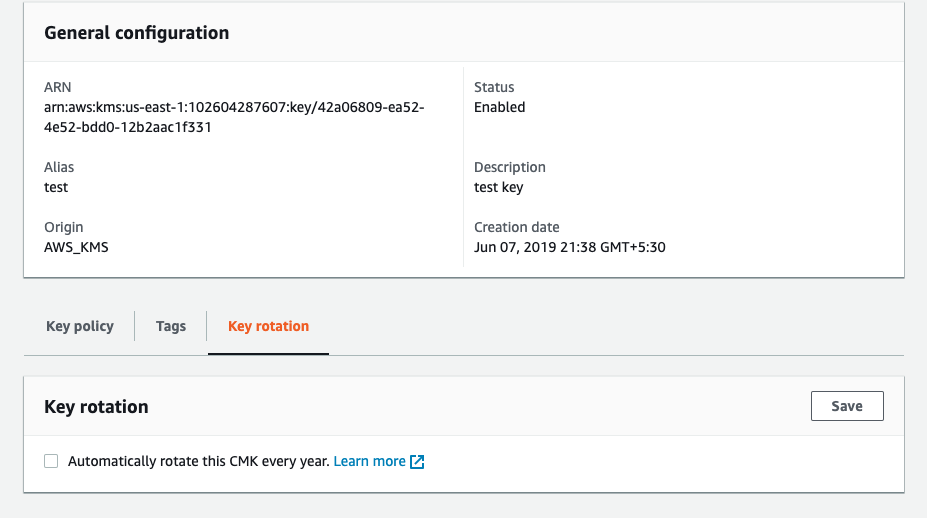 General configuration
ARN
arn:aws:kms:us-east-1:102604287607:key/42a06809-ea52-
4e52-bdd0-12b2aac1f331
Status
Enabled
Alias
test
Description
test key
Origin
AWS_KMS
Creation date
Jun 07, 2019 21:38 GMT+5:30
Key policy
Tags
Key rotation
Key rotation
Save
Automatically rotate this CMK every year. Learn more